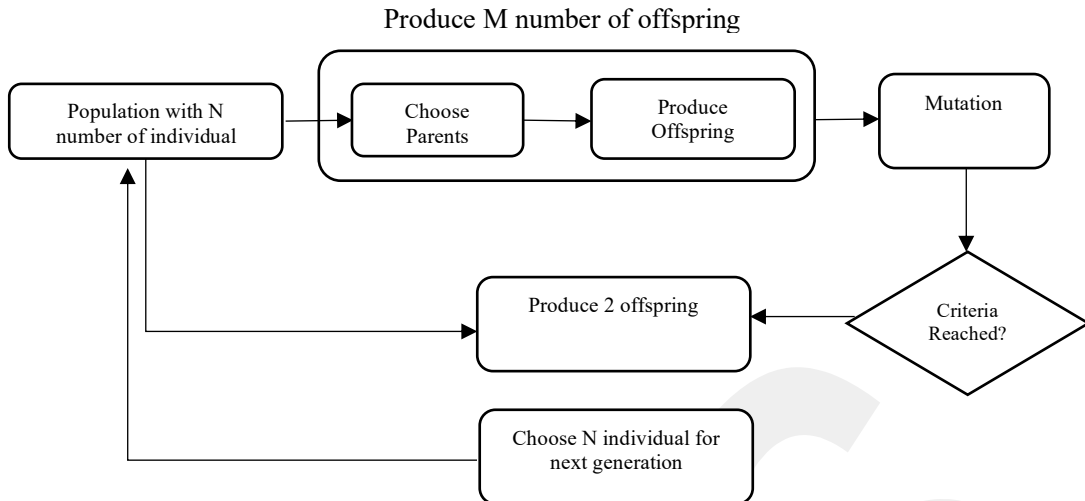 Produce M number of offspring
Population with N
number of individual
Choose
Parents
Produce
Offspring
Mutation
Produce 2 offspring
Criteria
Reached?
Choose N individual for
next generation